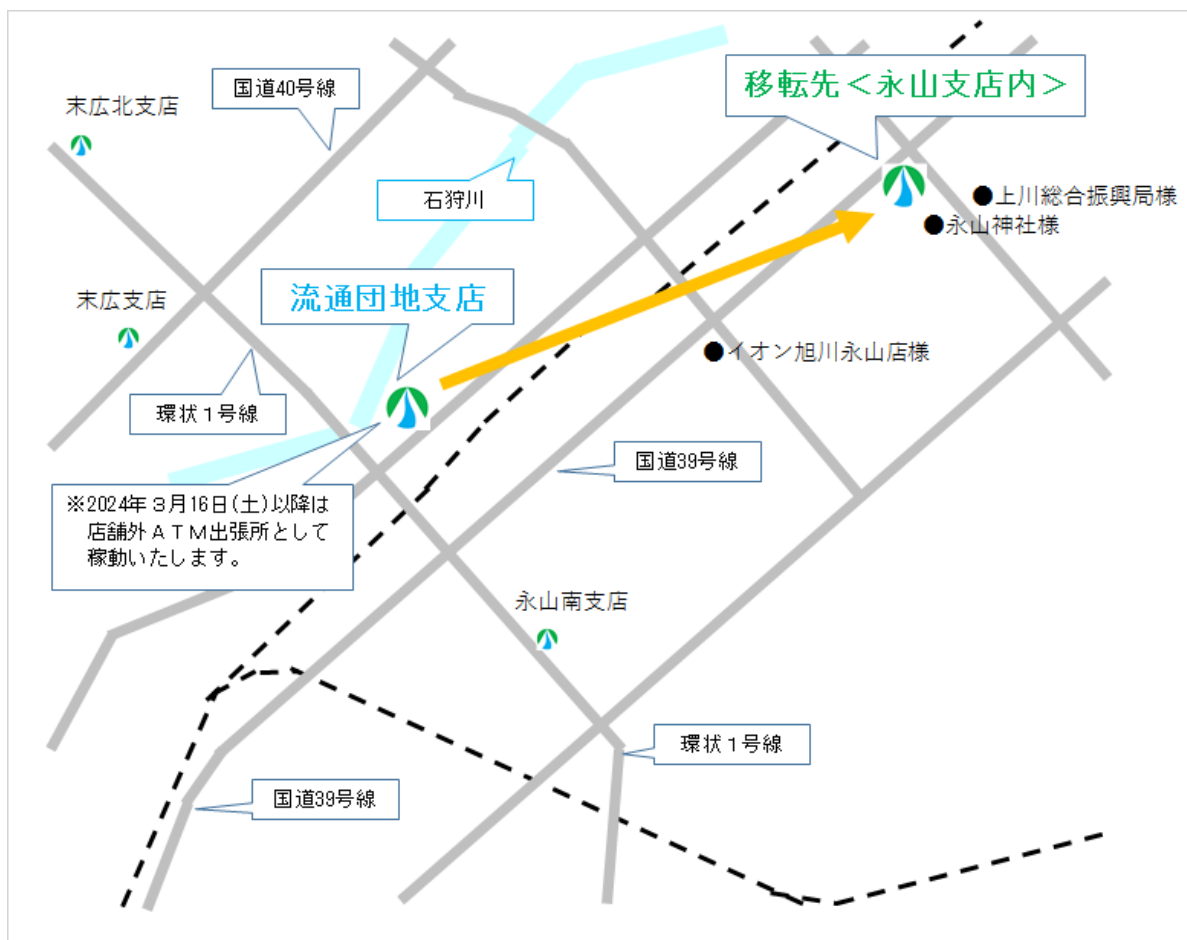 移転先＜永山支店内＞
国道40号線
末広北支店
石狩川
●上川総合振興局様
●永山神社様
流通団地支店
末広支店
●イオン旭川永山店様
環状１号線
国道39号線
※2024年３月16日(土)以降は
店舗外ＡＴＭ出張所として
稼動いたします。
永山南支店
環状１号線
国道39号線